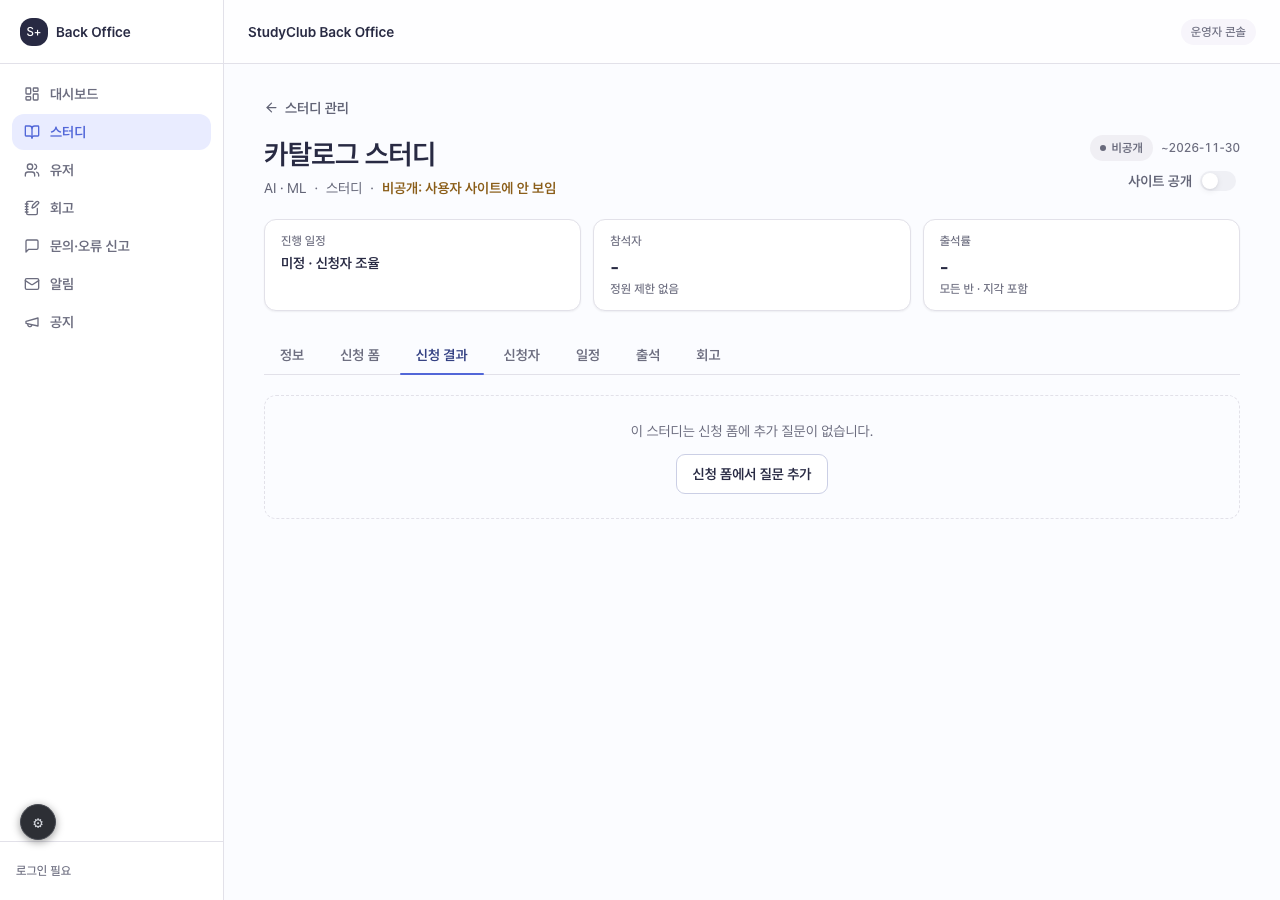 S+ Back Office
StudyClub Back Office
운영자 콘솔
대시보드
스터디
유저
회고
문의·오류 신고
알림
공지
로그인 필요
스터디 관리
카탈로그 스터디
비공개 ~2026-11-30
AI · ML · 스터디 · 비공개: 사용자 사이트에 안 보임
사이트 공개
진행 일정
미정 · 신청자 조율
참석자
-
정원 제한 없음
출석률
-
모든 반 · 지각 포함
정보 신청 폼 신청 결과 신청자 일정 출석 회고
이 스터디는 신청 폼에 추가 질문이 없습니다.
신청 폼에서 질문 추가